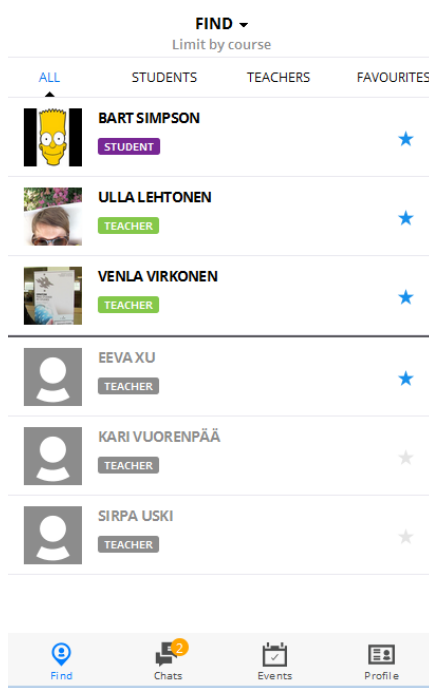 FIND
Limit by course
ALL STUDENTS TEACHERS FAVOURITES
BART SIMPSON
STUDENT
ULLA LEHTONEN
TEACHER
VENLA VIRKONEN
TEACHER
EEVA XU
TEACHER
KARI VUORENPÄÄ
TEACHER
SIRPA USKI
TEACHER
2
Find Chats Events Profile